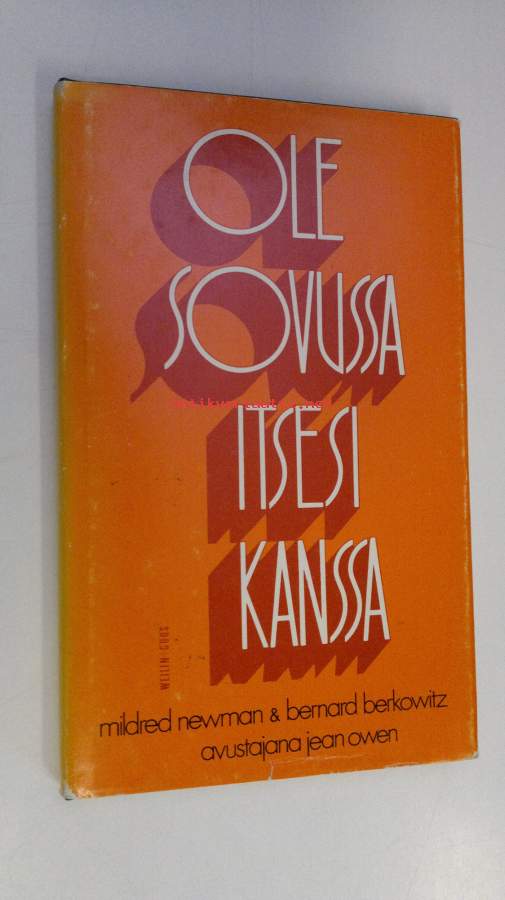 OLE
SOVUSSA
ITSESI
KANSSA
WEILIN+GÖÖS
mildred newman & bernard berkowitz
avustajana jean owen